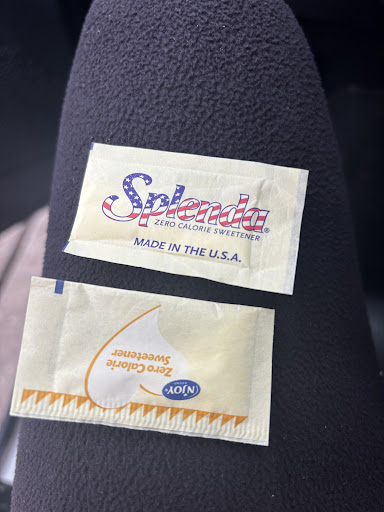 Splenda®
ZERO CALORIE SWEETENER
MADE IN THE U.S.A.
Zero Calorie
Sweetener
N'JOY